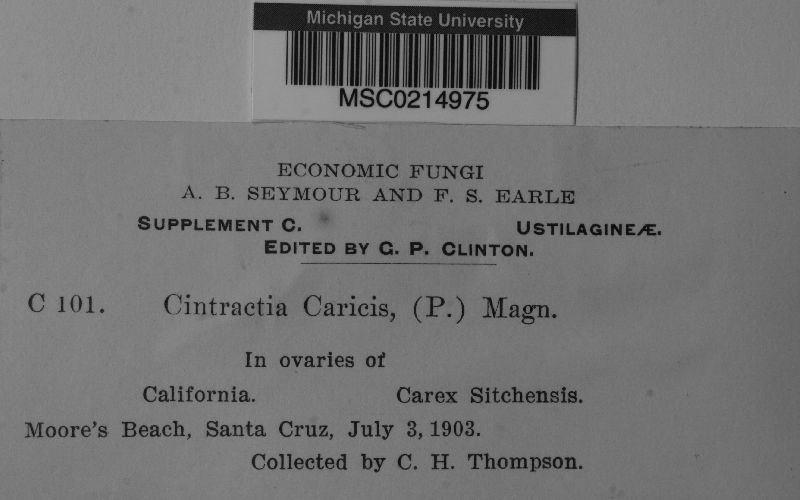 Michigan State University
MSC0214975
ECONOMIC FUNGI
A. B. SEYMOUR AND F. S. EARLE
SUPPLEMENT C. USTILAGINEÆ.
EDITED BY G. P. CLINTON.
C 101. Cintractia Caricis, (P.) Magn.
In ovaries of
California. Carex Sitchensis.
Moore's Beach, Santa Cruz, July 3, 1903.
Collected by C. H. Thompson.